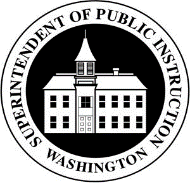 SUPERINTENDENT OF PUBLIC INSTRUCTION
WASHINGTON